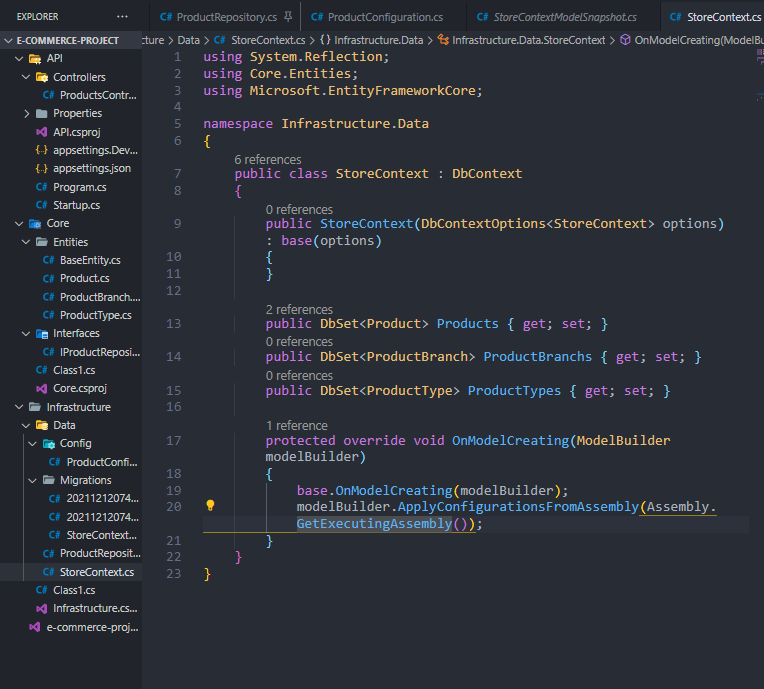 EXPLORER ...
C# ProductRepository.cs
C# ProductConfiguration.cs
C# StoreContextModelSnapshot.cs
C# StoreContext.cs
E-COMMERCE-PROJECT
cture > Data > C# StoreContext.cs > {} Infrastructure.Data > Infrastructure.Data.StoreContext > OnModelCreating(ModelBu
API
Controllers
C# ProductsContr...
Properties
API.csproj
{..} appsettings.Dev...
{..} appsettings.json
C# Program.cs
C# Startup.cs
Core
Entities
C# BaseEntity.cs
C# Product.cs
C# ProductBranch....
C# ProductType.cs
Interfaces
C# IProductReposi...
C# Class1.cs
Core.csproj
Infrastructure
Data
Config
C# ProductConfi...
Migrations
C# 20211212074...
C# 20211212074...
C# StoreContext...
C# ProductReposit...
C# StoreContext.cs
C# Class1.cs
Infrastructure.cs...
e-commerce-proj...
1 using System.Reflection;
2 using Core.Entities;
3 using Microsoft.EntityFrameworkCore;
4
5 namespace Infrastructure.Data
6 {
6 references
7 public class StoreContext : DbContext
8 {
0 references
9 public StoreContext(DbContextOptions<StoreContext> options)
: base(options)
10 {
11 }
12
2 references
13 public DbSet<Product> Products { get; set; }
0 references
14 public DbSet<ProductBranch> ProductBranchs { get; set; }
0 references
15 public DbSet<ProductType> ProductTypes { get; set; }
16
1 reference
17 protected override void OnModelCreating(ModelBuilder
modelBuilder)
18 {
19 base.OnModelCreating(modelBuilder);
20 modelBuilder.ApplyConfigurationsFromAssembly(Assembly.
GetExecutingAssembly());
21 }
22 }
23 }